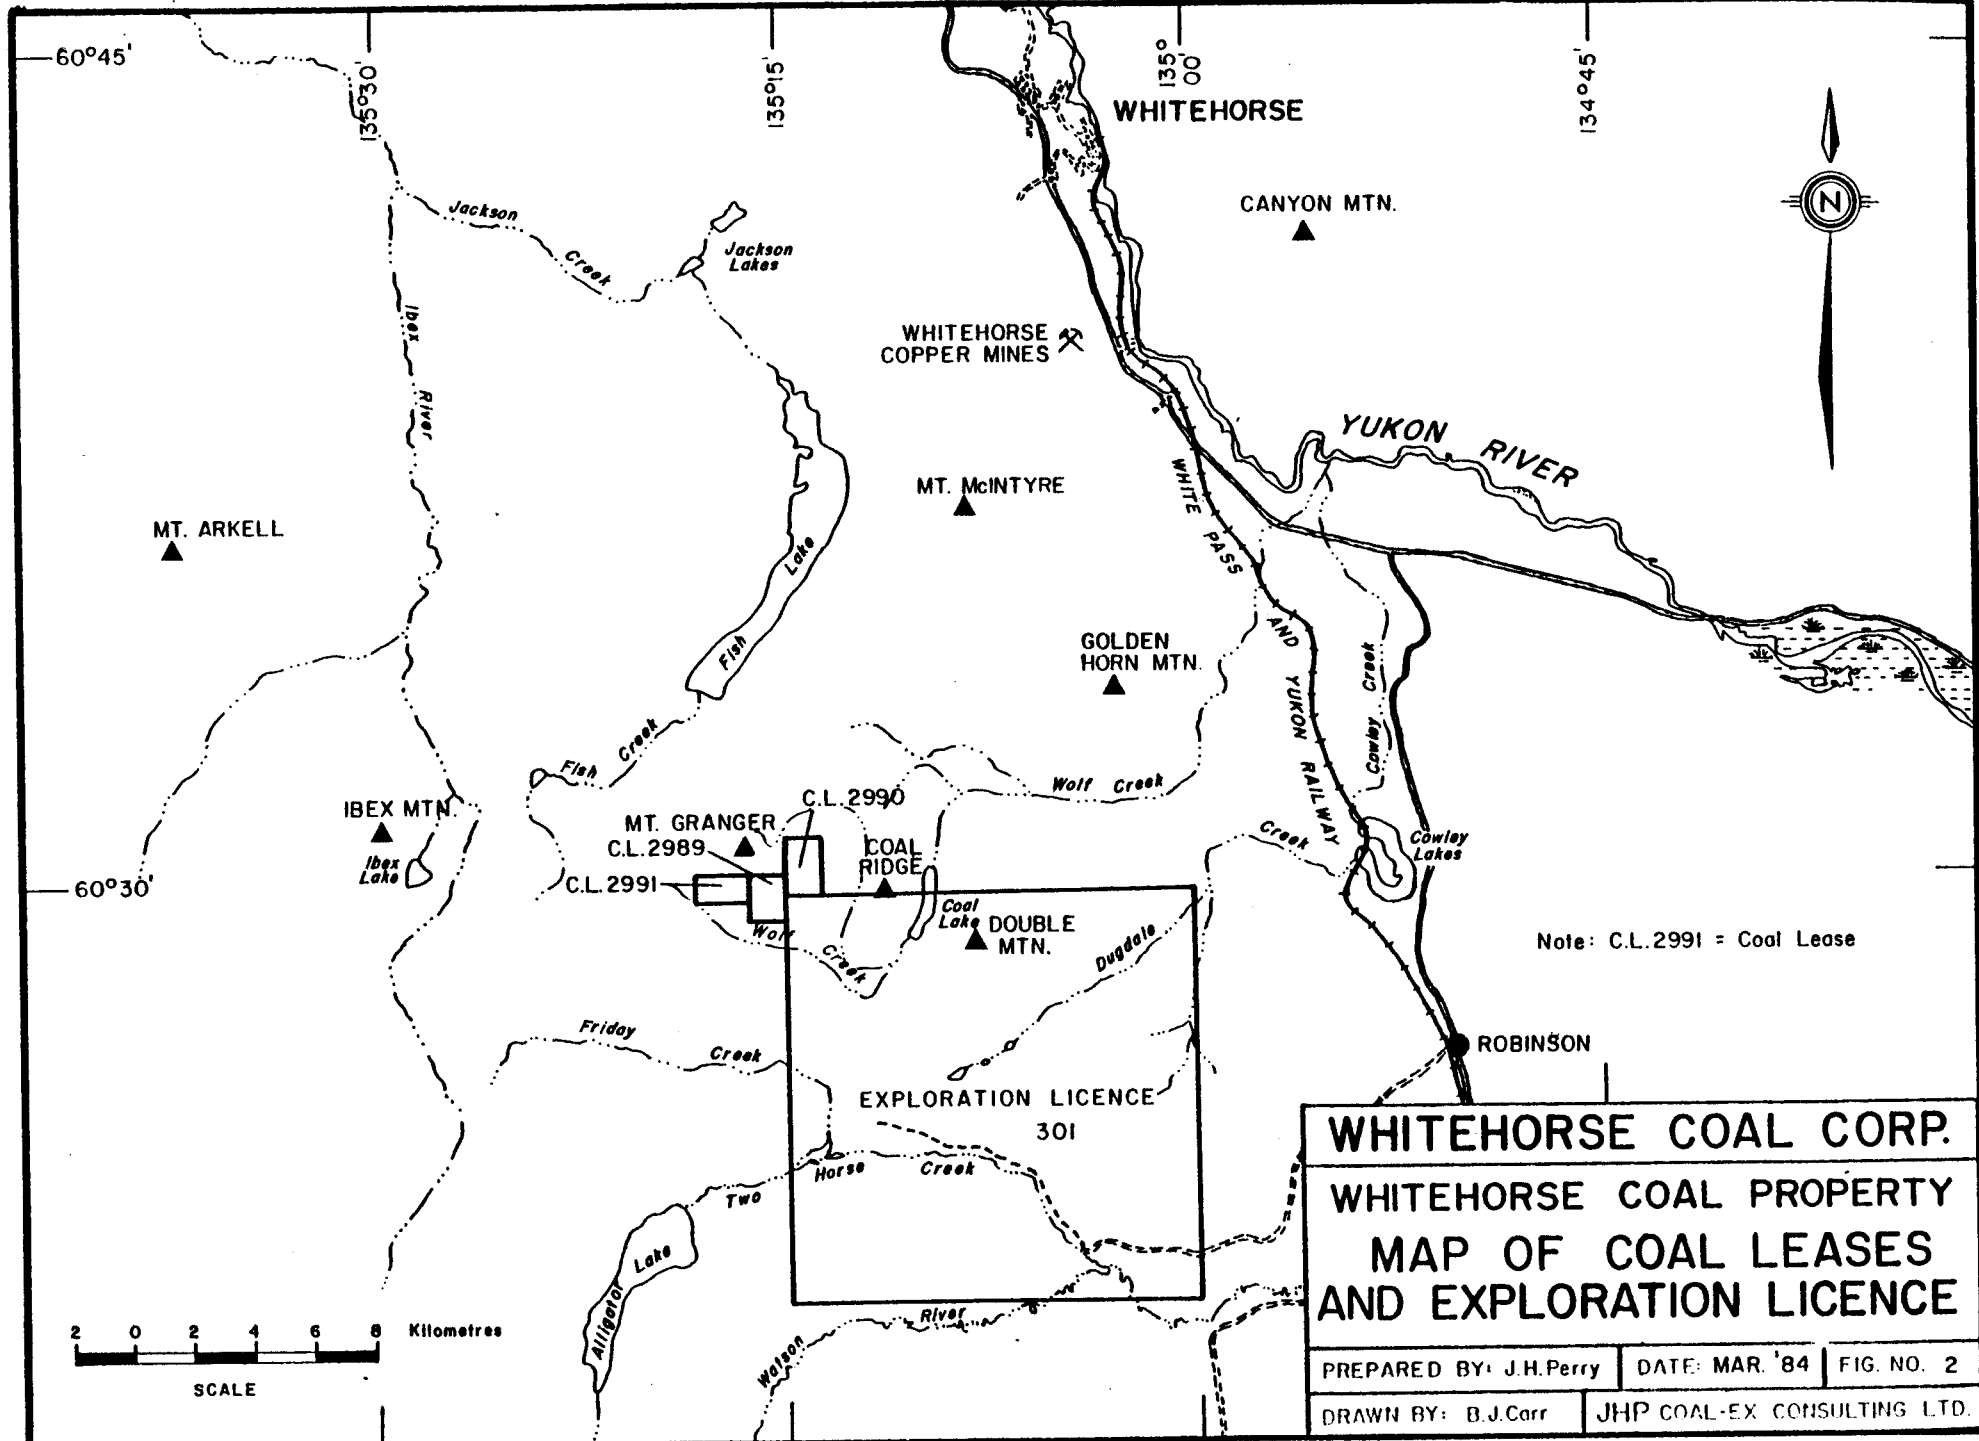 60°45'
135°30'
135°15'
135°
00'
134°45'
WHITEHORSE
CANYON MTN.
N
Jackson
Creek
Jackson
Lakes
Ibex
River
WHITEHORSE
COPPER MINES
YUKON RIVER
MT. McINTYRE
WHITE PASS AND YUKON RAILWAY
MT. ARKELL
Fish
Lake
GOLDEN
HORN MTN.
Cowley Creek
Fish Creek
Wolf Creek
C.L.2990
IBEX MTN.
MT. GRANGER
C.L.2989
COAL
RIDGE
Creek
Cowley
Lakes
Ibex
Lake
C.L.2991
60°30'
Coal
Lake
DOUBLE
MTN.
Wolf
Creek
Dugdale
Note: C.L.2991 = Coal Lease
Friday
Creek
ROBINSON
EXPLORATION LICENCE
301
Two
Horse
Creek
Alligator
Lake
Watson
River
2 0 2 4 6 8 Kilometres
SCALE
WHITEHORSE COAL CORP.
WHITEHORSE COAL PROPERTY
MAP OF COAL LEASES
AND EXPLORATION LICENCE
PREPARED BY: J.H.Perry
DATE: MAR. '84
FIG. NO. 2
DRAWN BY: B.J.Carr
JHP COAL-EX CONSULTING LTD.